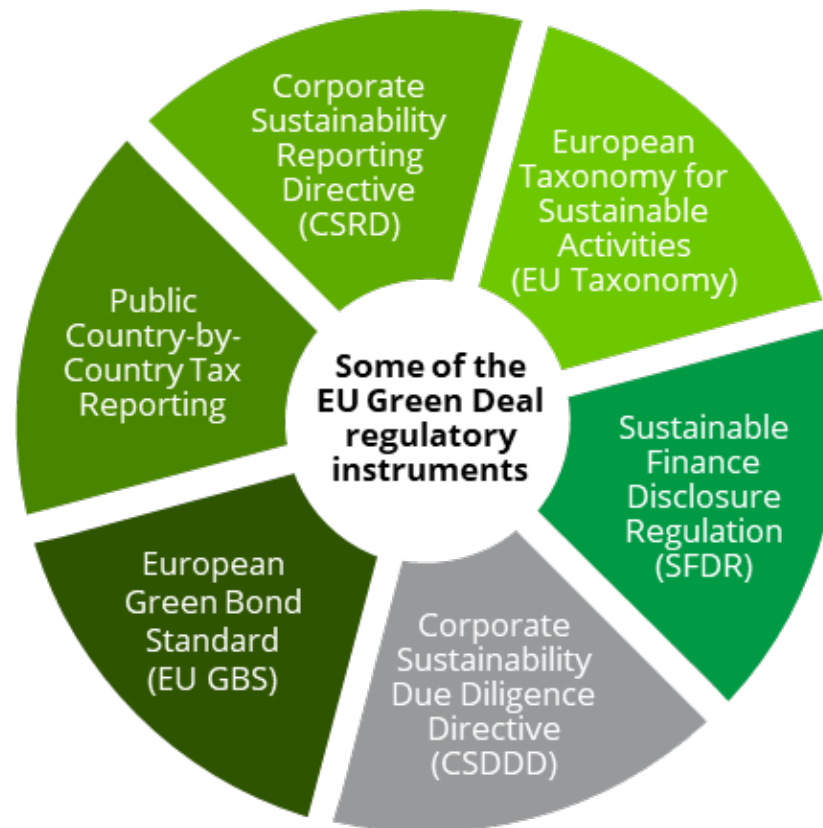 Corporate
Sustainability
Reporting
Directive
(CSRD)
European
Taxonomy for
Sustainable
Activities
(EU Taxonomy)
Public
Country-by-
Country Tax
Reporting
Some of the
EU Green Deal
regulatory
instruments
Sustainable
Finance
Disclosure
Regulation
(SFDR)
European
Green Bond
Standard
(EU GBS)
Corporate
Sustainability
Due Diligence
Directive
(CSDDD)